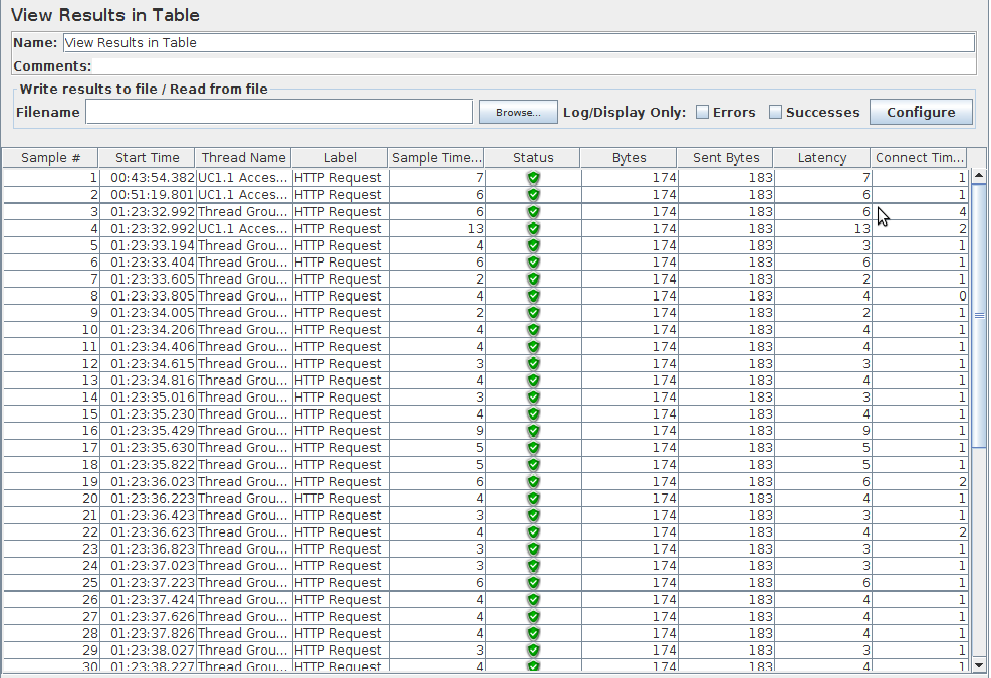 View Results in Table
Name: View Results in Table
Comments:
Write results to file / Read from file
Filename Browse... Log/Display Only: Errors Successes Configure
Sample # Start Time Thread Name Label Sample Time... Status Bytes Sent Bytes Latency Connect Tim...
1 00:43:54.382 UC1.1 Acces... HTTP Request 7 174 183 7 1
2 00:51:19.801 UC1.1 Acces... HTTP Request 6 174 183 6 1
3 01:23:32.992 Thread Grou... HTTP Request 6 174 183 6 4
4 01:23:32.992 UC1.1 Acces... HTTP Request 13 174 183 13 2
5 01:23:33.194 Thread Grou... HTTP Request 4 174 183 3 1
6 01:23:33.404 Thread Grou... HTTP Request 6 174 183 6 1
7 01:23:33.605 Thread Grou... HTTP Request 2 174 183 2 1
8 01:23:33.805 Thread Grou... HTTP Request 4 174 183 4 0
9 01:23:34.005 Thread Grou... HTTP Request 2 174 183 2 1
10 01:23:34.206 Thread Grou... HTTP Request 4 174 183 4 1
11 01:23:34.406 Thread Grou... HTTP Request 4 174 183 4 1
12 01:23:34.615 Thread Grou... HTTP Request 3 174 183 3 1
13 01:23:34.816 Thread Grou... HTTP Request 4 174 183 4 1
14 01:23:35.016 Thread Grou... HTTP Request 3 174 183 3 1
15 01:23:35.230 Thread Grou... HTTP Request 4 174 183 4 1
16 01:23:35.429 Thread Grou... HTTP Request 9 174 183 9 1
17 01:23:35.630 Thread Grou... HTTP Request 5 174 183 5 1
18 01:23:35.822 Thread Grou... HTTP Request 5 174 183 5 1
19 01:23:36.023 Thread Grou... HTTP Request 6 174 183 6 2
20 01:23:36.223 Thread Grou... HTTP Request 4 174 183 4 1
21 01:23:36.423 Thread Grou... HTTP Request 3 174 183 3 1
22 01:23:36.623 Thread Grou... HTTP Request 4 174 183 4 2
23 01:23:36.823 Thread Grou... HTTP Request 3 174 183 3 1
24 01:23:37.023 Thread Grou... HTTP Request 3 174 183 3 1
25 01:23:37.223 Thread Grou... HTTP Request 6 174 183 6 1
26 01:23:37.424 Thread Grou... HTTP Request 4 174 183 4 1
27 01:23:37.626 Thread Grou... HTTP Request 4 174 183 4 1
28 01:23:37.826 Thread Grou... HTTP Request 4 174 183 4 1
29 01:23:38.027 Thread Grou... HTTP Request 3 174 183 3 1
30 01:23:38.227 Thread Grou... HTTP Request 4 174 183 4 1